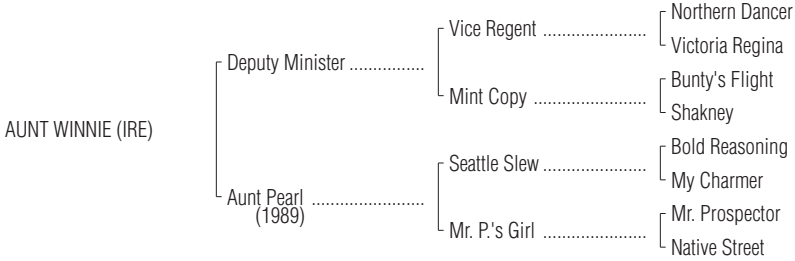 Northern Dancer
Vice Regent ......................
Victoria Regina
Deputy Minister ................
Bunty's Flight
Mint Copy ........................
Shakney
AUNT WINNIE (IRE)
Bold Reasoning
Seattle Slew ......................
My Charmer
Aunt Pearl ........................
(1989)
Mr. Prospector
Mr. P.'s Girl ......................
Native Street